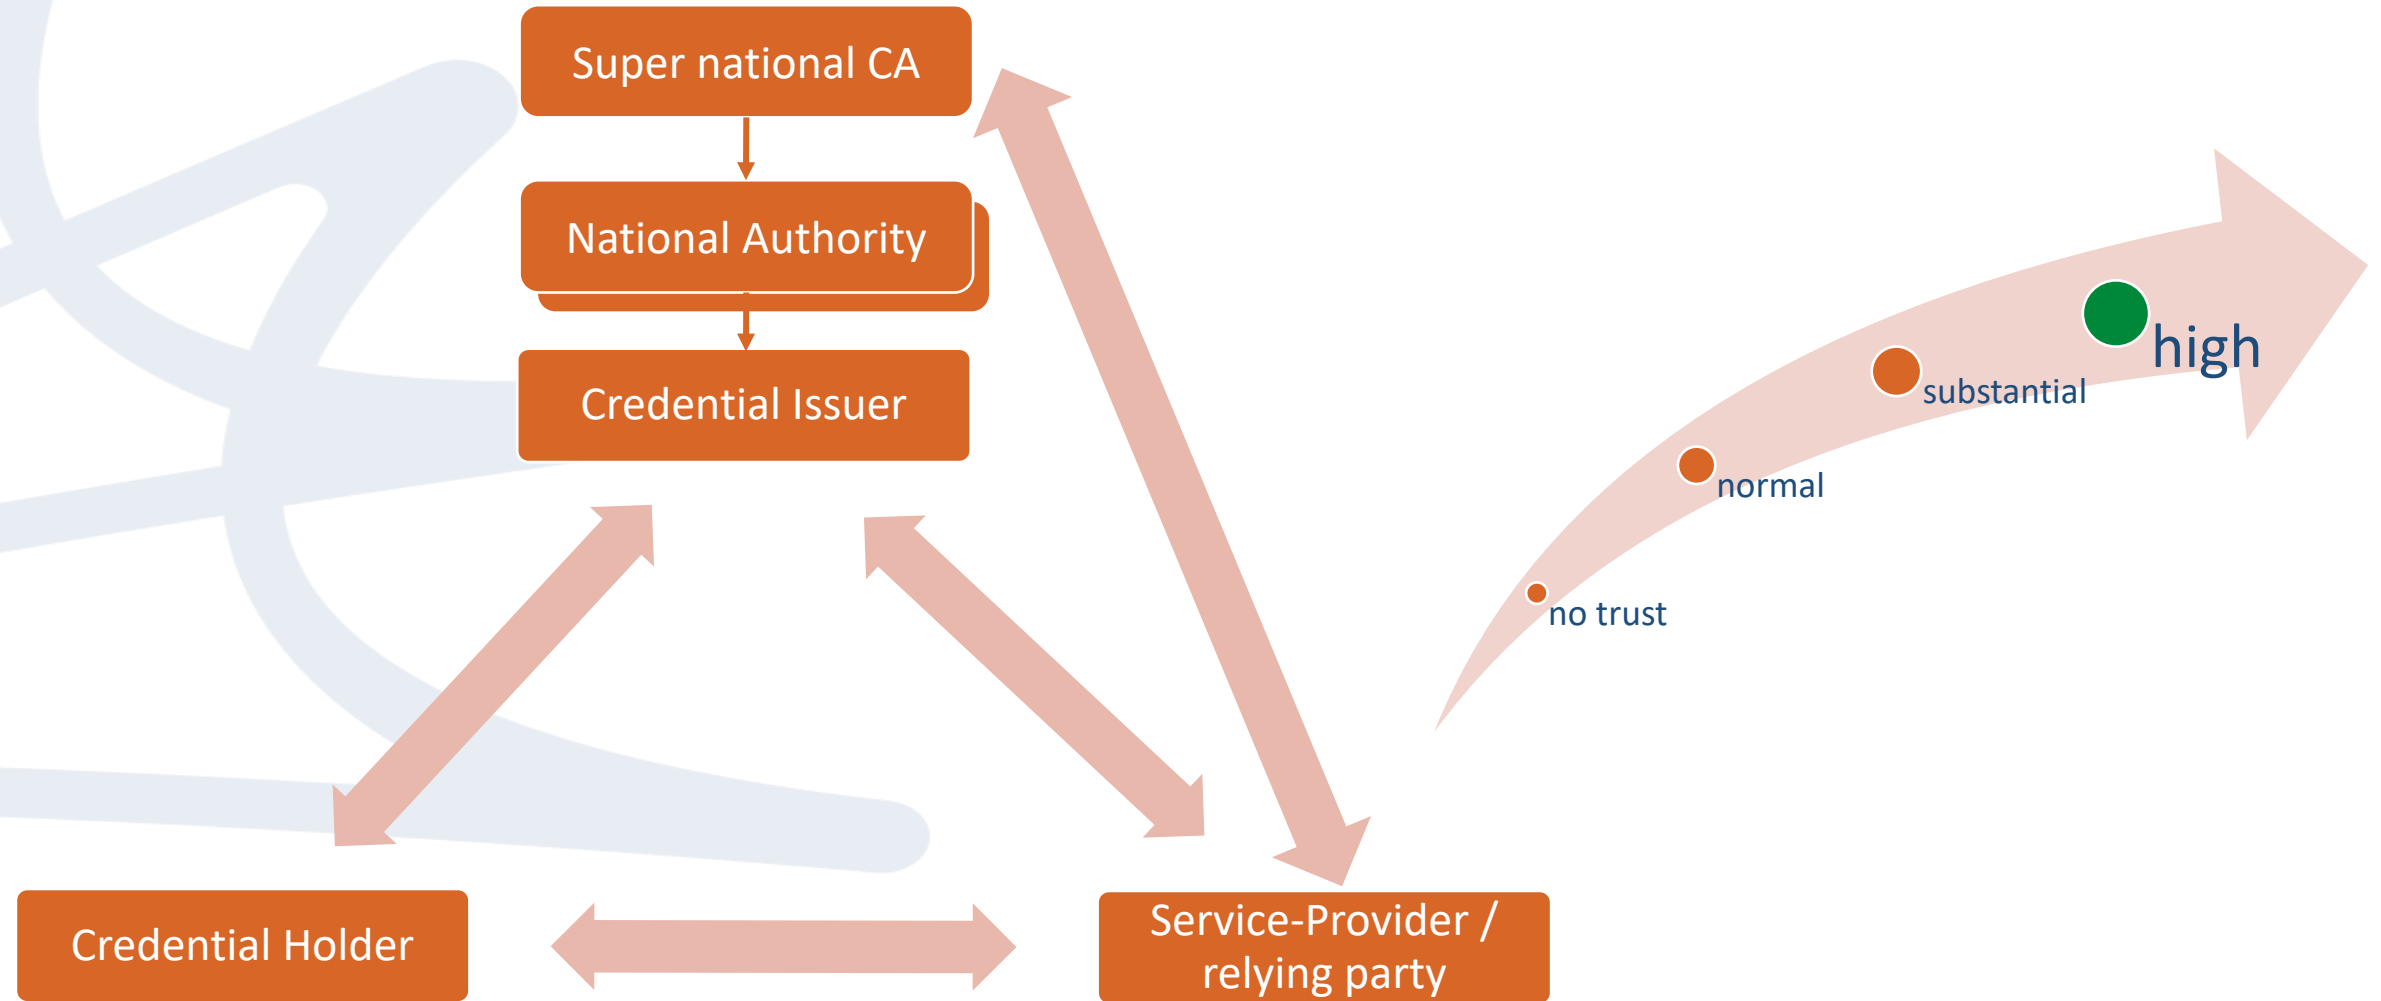 Super national CA
National Authority
Credential Issuer
high
substantial
normal
no trust
Credential Holder
Service-Provider /
relying party